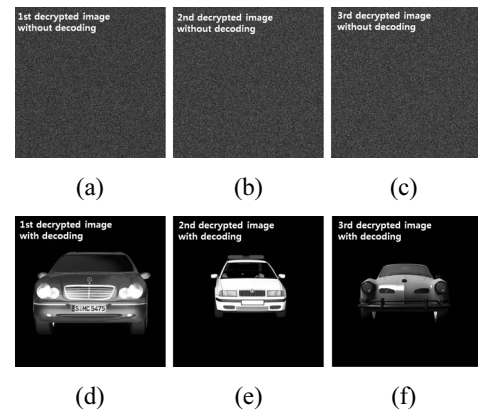 1st decrypted image
without decoding
2nd decrypted image
without decoding
3rd decrypted image
without decoding
(a)
(b)
(c)
1st decrypted image
with decoding
2nd decrypted image
with decoding
3rd decrypted image
with decoding
S:HC 5475
(d)
(e)
(f)